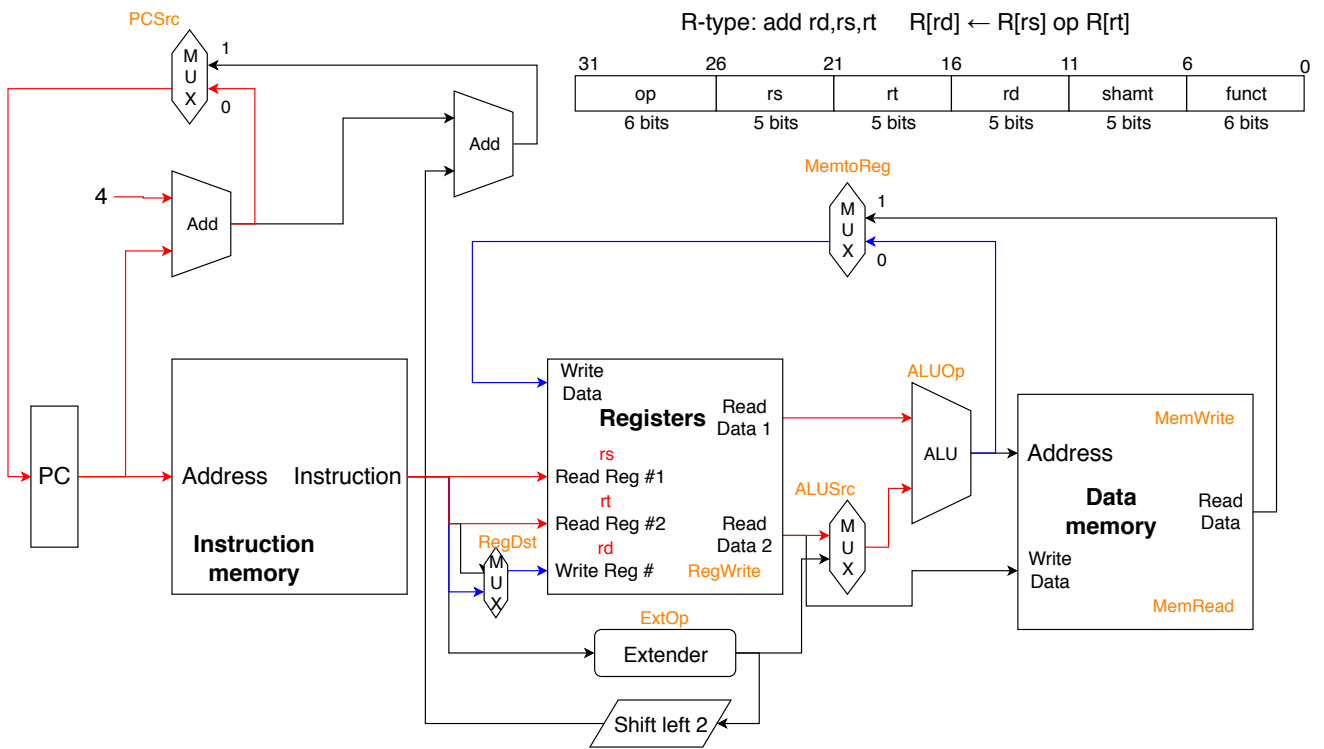 R-type: add rd,rs,rt R[rd] ← R[rs] op R[rt]
31 26 21 16 11 6 0
op rs rt rd shamt funct
6 bits 5 bits 5 bits 5 bits 5 bits 6 bits
PCSrc
M
U
X
1
0
Add
4
Add
MemtoReg
M
U
X
1
0
PC
Address
Instruction
Instruction
memory
Write
Data
Registers
Read
Data 1
rs
Read Reg #1
rt
Read Reg #2
rd
Write Reg #
Read
Data 2
RegWrite
RegDst
M
U
X
ExtOp
Extender
Shift left 2
ALUOp
ALU
ALUSrc
M
U
X
MemWrite
Address
Data
memory
Read
Data
Write
Data
MemRead